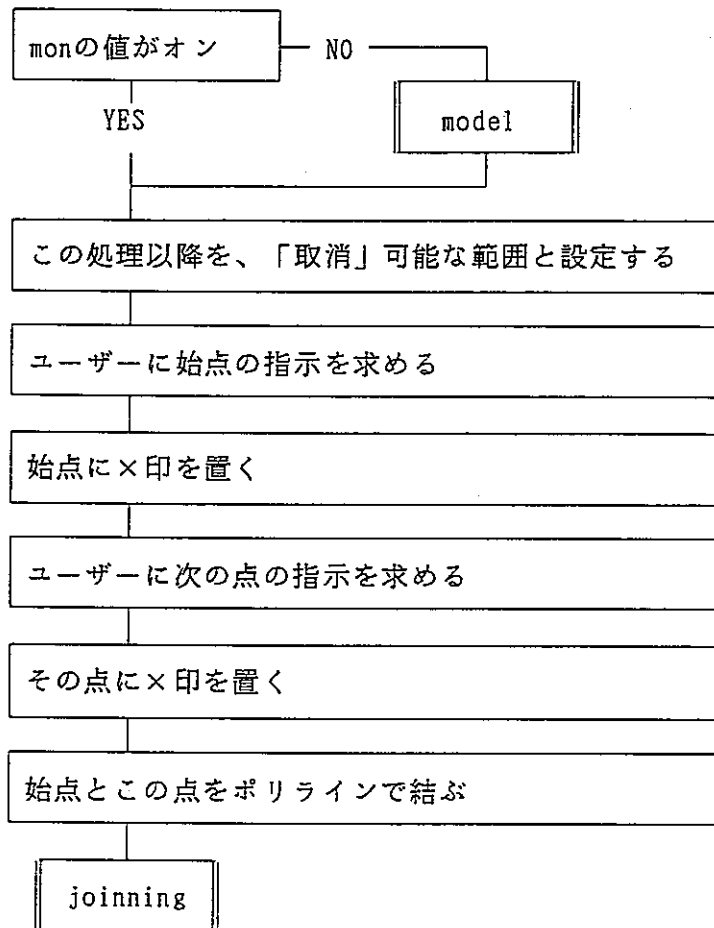 monの値がオン
NO
YES
model
この処理以降を、「取消」可能な範囲と設定する
ユーザーに始点の指示を求める
始点に×印を置く
ユーザーに次の点の指示を求める
その点に×印を置く
始点とこの点をポリラインで結ぶ
joinning